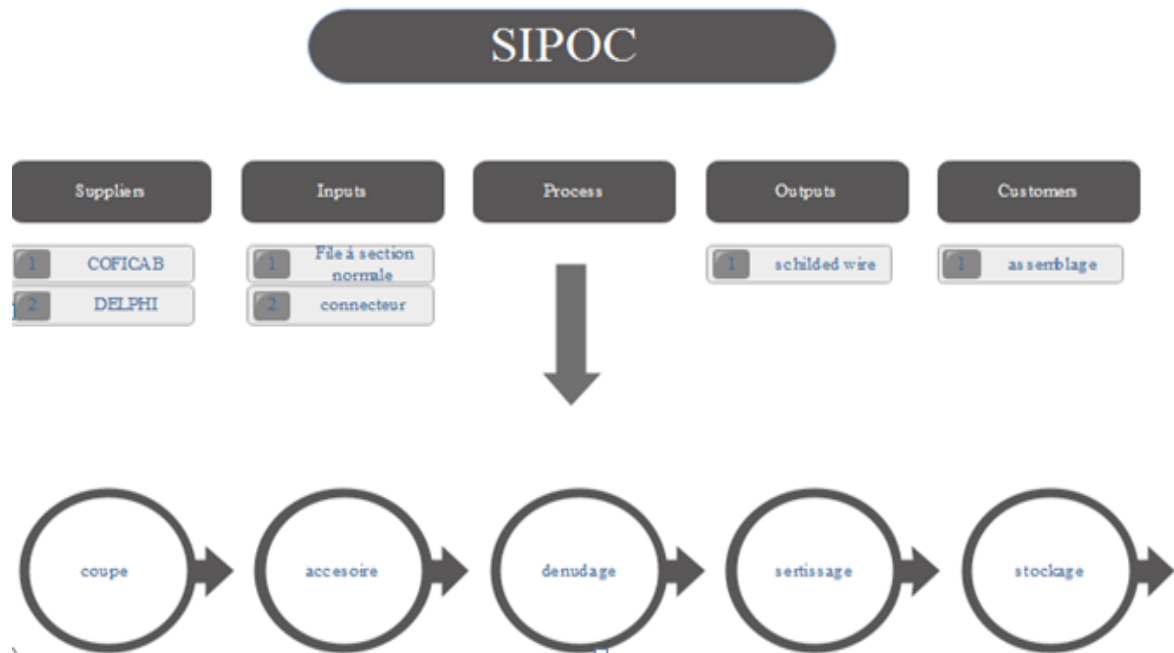 SIPOC
Suppliers
Inputs
Process
Outputs
Customers
1
COFICAB
1
File à section
normale
1
schilded wire
1
assemblage
2
DELPHI
2
connecteur
coupe
accesoire
denudage
sertissage
stockage